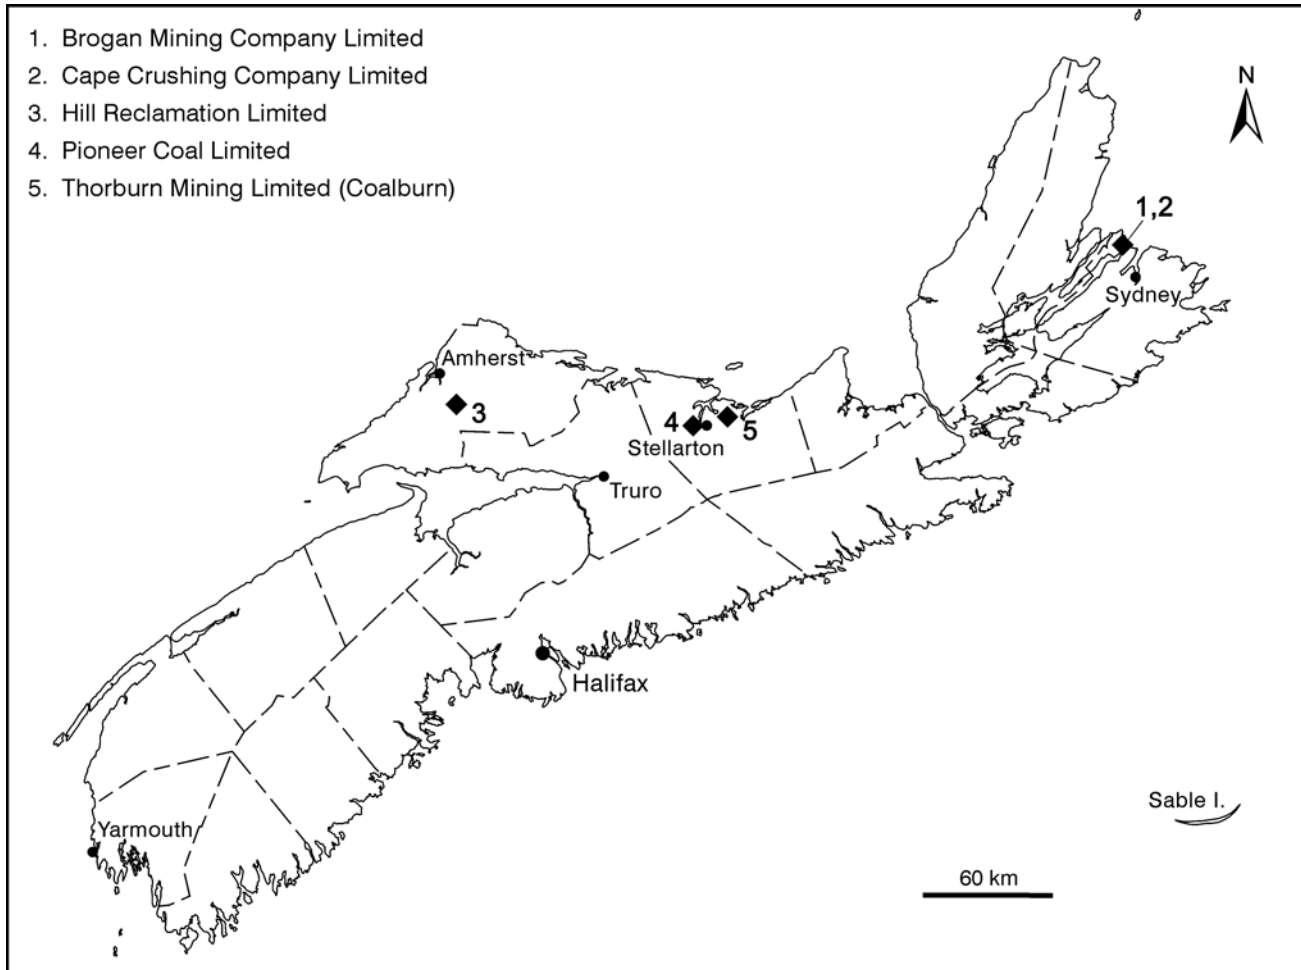 1. Brogan Mining Company Limited
2. Cape Crushing Company Limited
3. Hill Reclamation Limited
4. Pioneer Coal Limited
5. Thorburn Mining Limited (Coalburn)
N
1,2
Sydney
Amherst
3
4
5
Stellarton
Truro
Halifax
Sable I.
Yarmouth
60 km